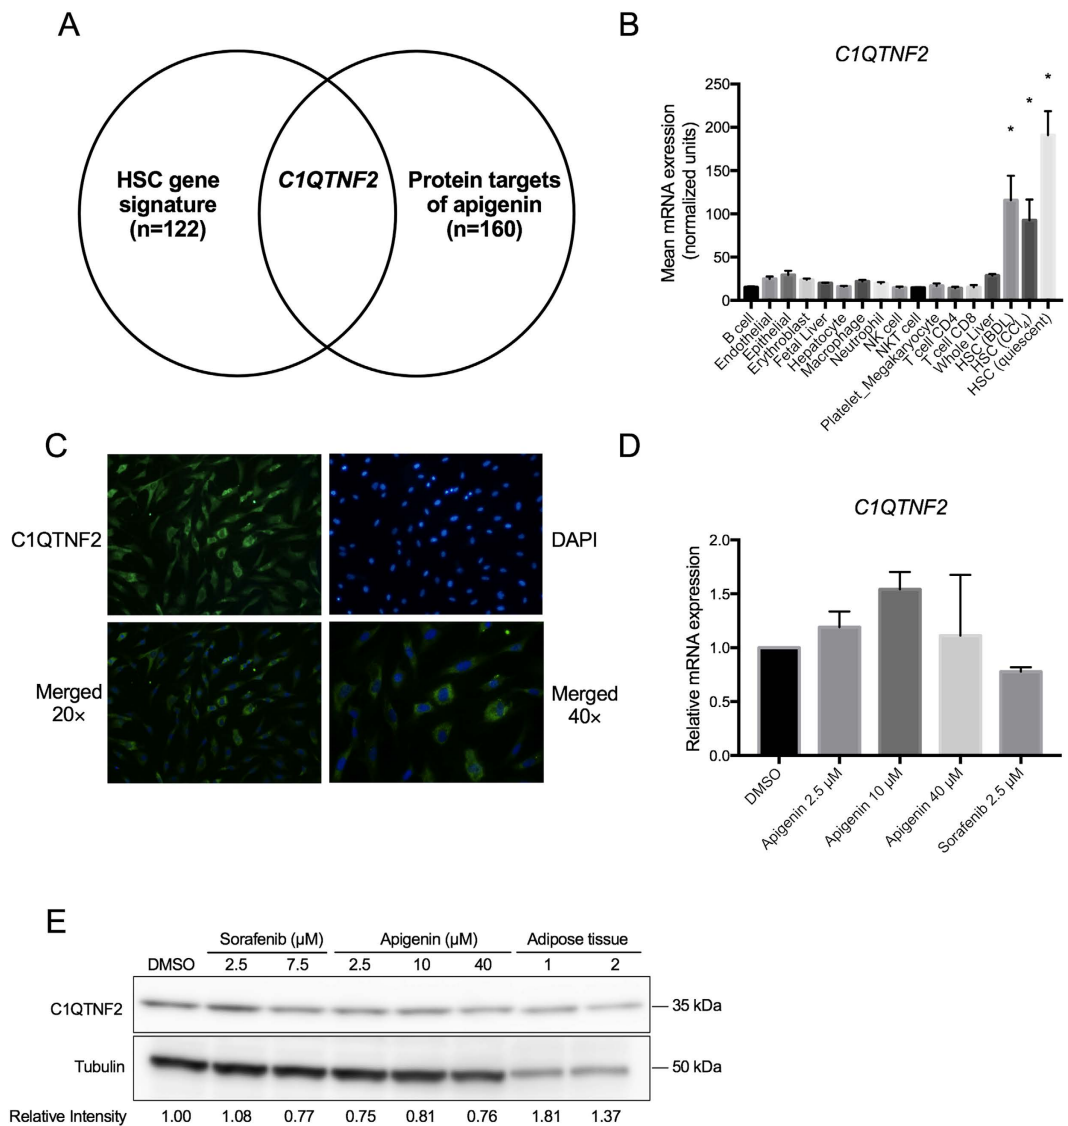 A
HSC gene
signature
(n=122)
C1QTNF2
Protein targets
of apigenin
(n=160)
B
C1QTNF2
Mean mRNA exression
(normalized units)
250
200
150
100
50
0
*
*
*
B cell
Endothelial
Epithelial
Erythroblast
Fetal Liver
Hepatocyte
Macrophage
Neutrophil
NK cell
NKT cell
Platelet_Megakaryocyte
T cell CD4
T cell CD8
Whole Liver
HSC (BDL)
HSC (CCl4)
HSC (quiescent)
C
C1QTNF2
DAPI
Merged
20×
Merged
40×
D
C1QTNF2
Relative mRNA expression
2.0
1.5
1.0
0.5
0.0
DMSO
Apigenin 2.5 µM
Apigenin 10 µM
Apigenin 40 µM
Sorafenib 2.5 µM
E
Sorafenib (µM) Apigenin (µM) Adipose tissue
DMSO 2.5 7.5 2.5 10 40 1 2
C1QTNF2 35 kDa
Tubulin 50 kDa
Relative Intensity 1.00 1.08 0.77 0.75 0.81 0.76 1.81 1.37